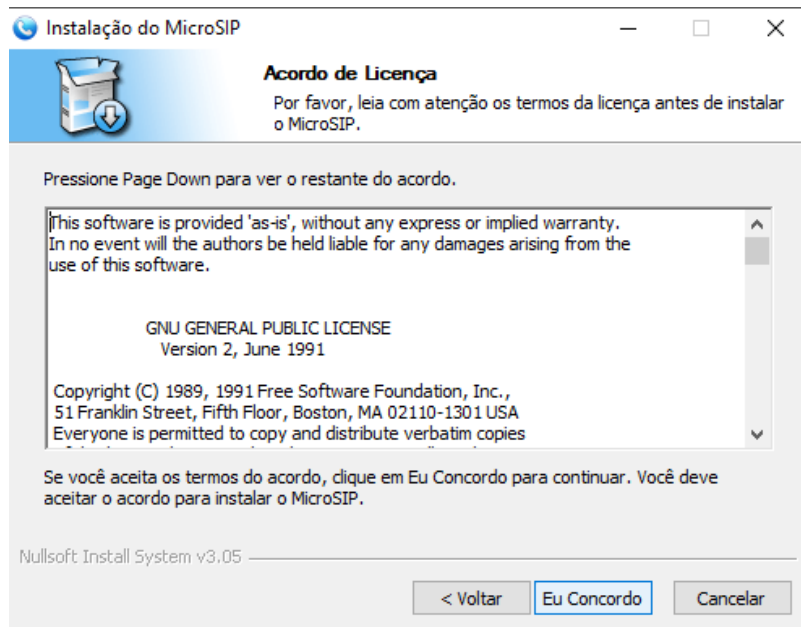 Instalação do MicroSIP
Acordo de Licença
Por favor, leia com atenção os termos da licença antes de instalar
o MicroSIP.
Pressione Page Down para ver o restante do acordo.
This software is provided 'as-is', without any express or implied warranty.
In no event will the authors be held liable for any damages arising from the
use of this software.
GNU GENERAL PUBLIC LICENSE
Version 2, June 1991
Copyright (C) 1989, 1991 Free Software Foundation, Inc.,
51 Franklin Street, Fifth Floor, Boston, MA 02110-1301 USA
Everyone is permitted to copy and distribute verbatim copies
Se você aceita os termos do acordo, clique em Eu Concordo para continuar. Você deve
aceitar o acordo para instalar o MicroSIP.
Nullsoft Install System v3.05
< Voltar
Eu Concordo
Cancelar